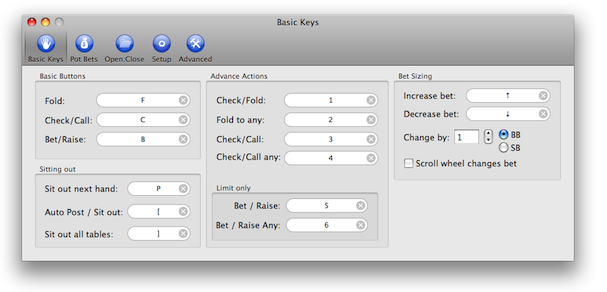 Basic Keys
Basic Keys Pot Bets Open:Close Setup Advanced
Basic Buttons
Fold: F
Check/Call: C
Bet/Raise: B
Sitting out
Sit out next hand: P
Auto Post / Sit out: [
Sit out all tables: ]
Advance Actions
Check/Fold: 1
Fold to any: 2
Check/Call: 3
Check/Call any: 4
Limit only
Bet / Raise: 5
Bet / Raise Any: 6
Bet Sizing
Increase bet: ↑
Decrease bet: ↓
Change by: 1 BB
SB
Scroll wheel changes bet